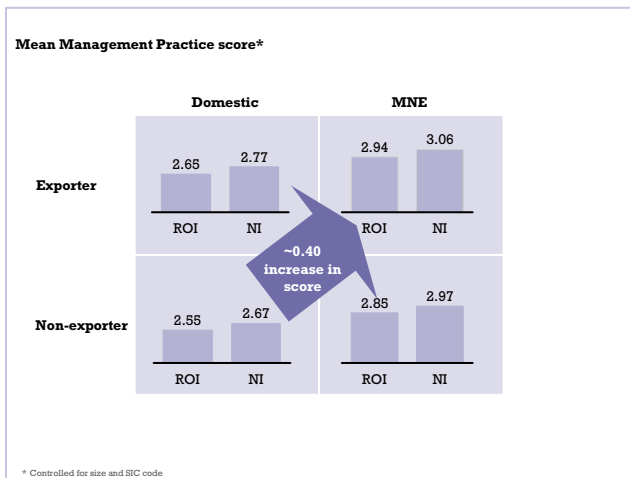 Mean Management Practice score*
Domestic MNE
Exporter
2.65 2.77 2.94 3.06
ROI NI ROI NI
~0.40
increase in
score
Non-exporter
2.55 2.67 2.85 2.97
ROI NI ROI NI
* Controlled for size and SIC code